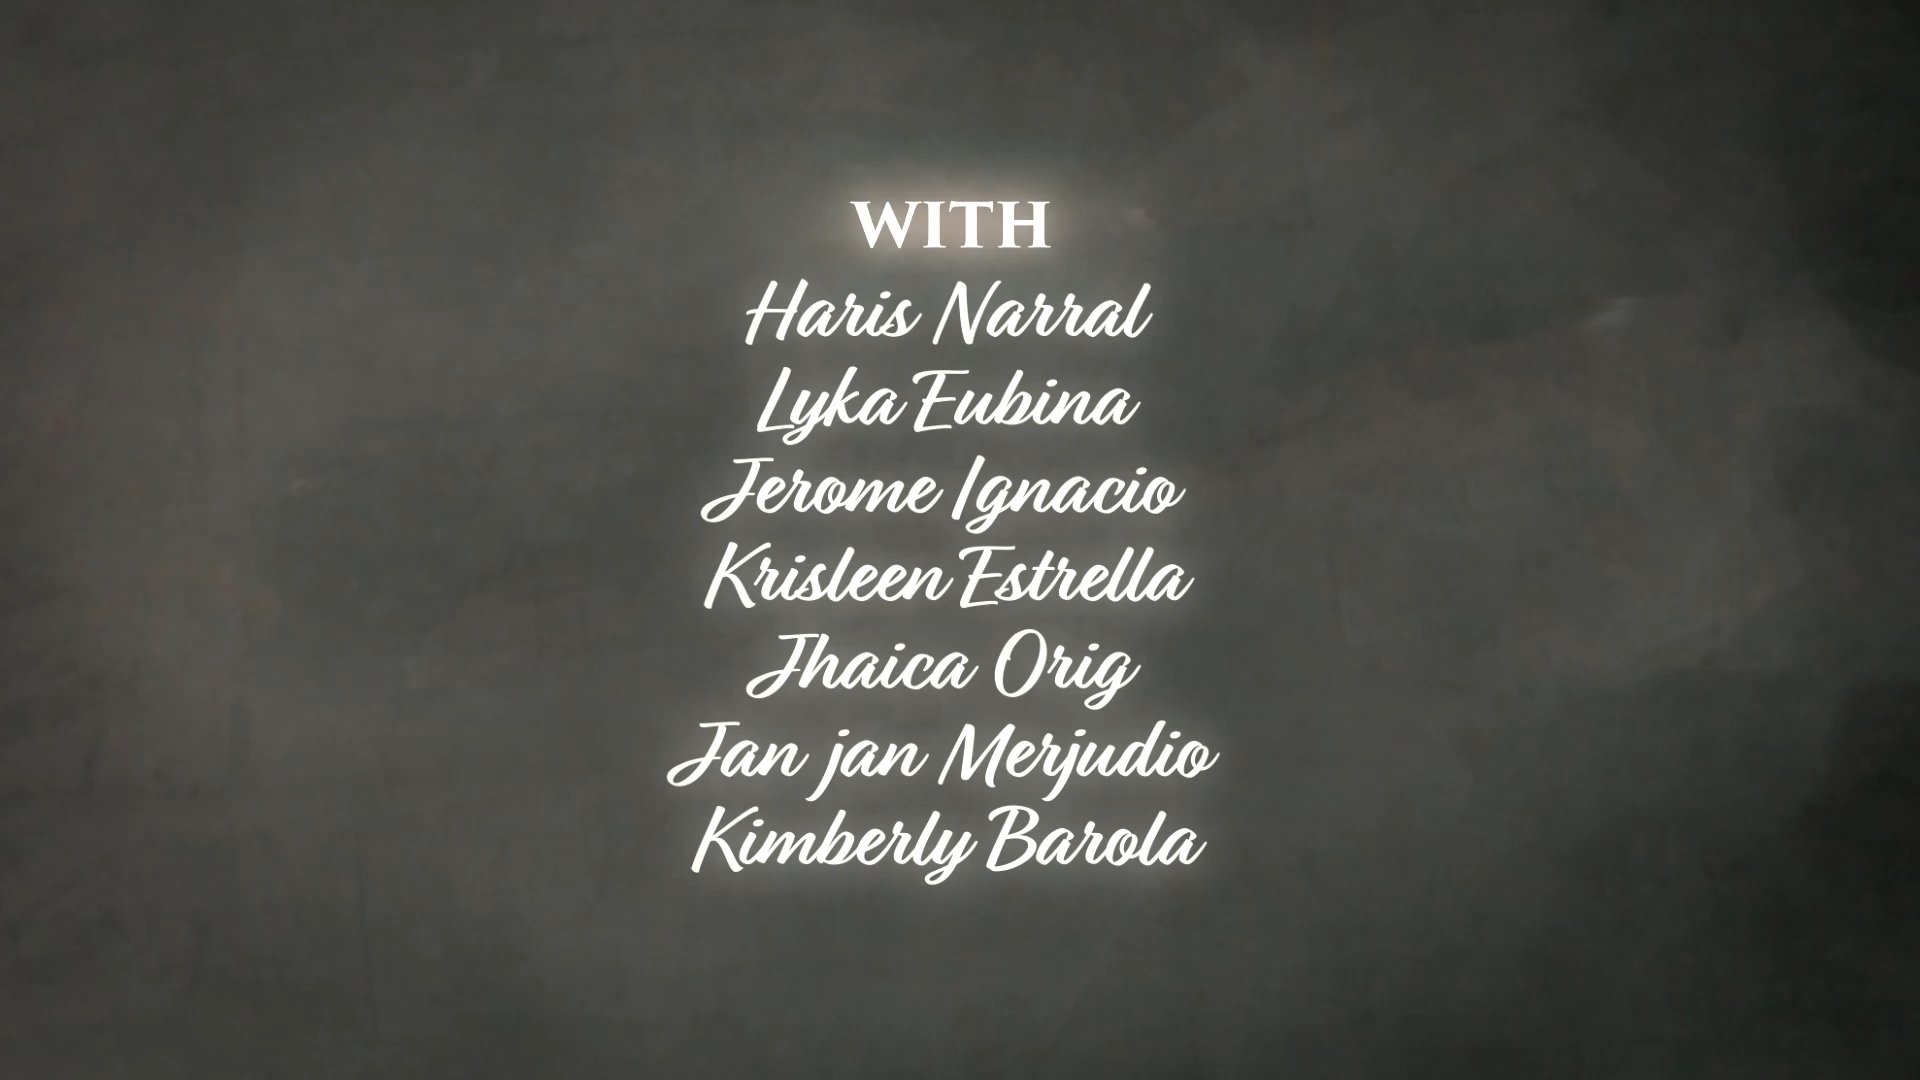 WITH
Haris Narral
Lyka Eubina
Jerome Ignacio
Krisleen Estrella
Jhaica Orig
Jan jan Merjudio
Kimberly Barola